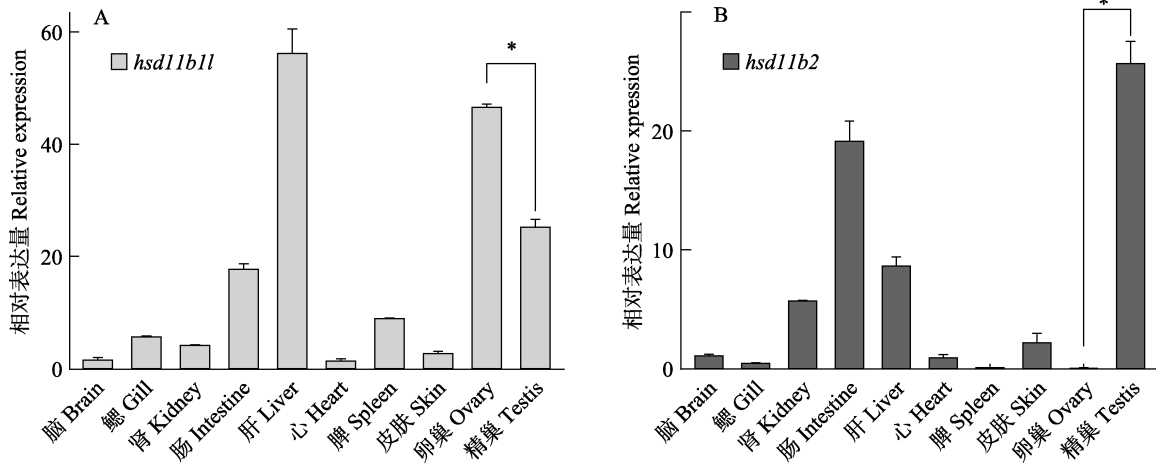 A
hsd11b1l
*
相对表达量 Relative expression
60
40
20
0
脑 Brain
鳃 Gill
肾 Kidney
肠 Intestine
肝 Liver
心 Heart
脾 Spleen
皮肤 Skin
卵巢 Ovary
精巢 Testis
B
hsd11b2
*
相对表达量 Relative xpression
20
10
0
脑 Brain
鳃 Gill
肾 Kidney
肠 Intestine
肝 Liver
心 Heart
脾 Spleen
皮肤 Skin
卵巢 Ovary
精巢 Testis